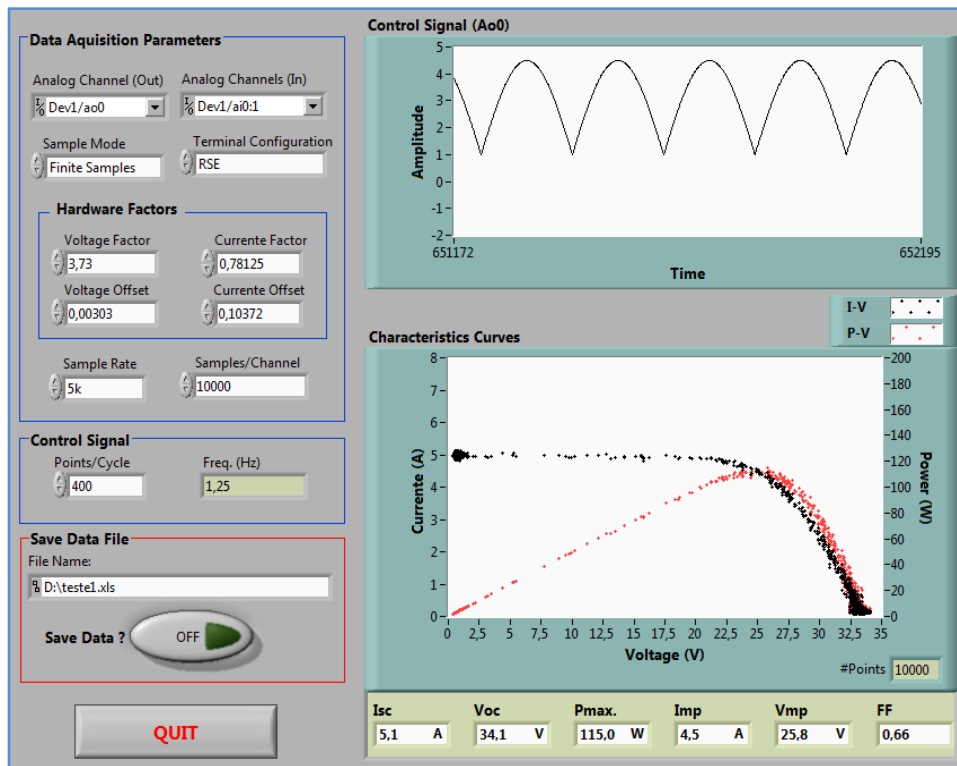 Data Aquisition Parameters
Analog Channel (Out)
Analog Channels (In)
Dev1/ao0
Dev1/ai0:1
Sample Mode
Terminal Configuration
Finite Samples
RSE
Hardware Factors
Voltage Factor
Currente Factor
3,73
0,78125
Voltage Offset
Currente Offset
0,00303
0,10372
Sample Rate
Samples/Channel
5k
10000
Control Signal
Points/Cycle
Freq. (Hz)
400
1,25
Save Data File
File Name:
D:\teste1.xls
Save Data ?
OFF
QUIT
Control Signal (Ao0)
Amplitude
5
4
3
2
1
0
-1
-2
651172
652195
Time
I-V
P-V
Characteristics Curves
Currente (A)
8
7
6
5
4
3
2
1
0
200
180
160
140
120
100
80
60
40
20
0
Power (W)
0
2,5
5
7,5
10
12,5
15
17,5
20
22,5
25
27,5
30
32,5
35
Voltage (V)
#Points
10000
Isc
Voc
Pmax.
Imp
Vmp
FF
5,1 A
34,1 V
115,0 W
4,5 A
25,8 V
0,66